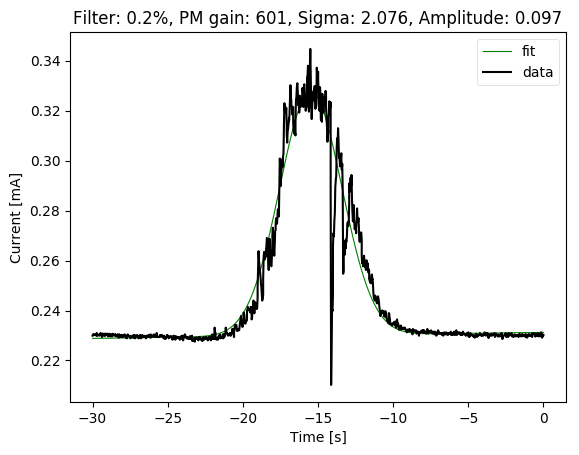 Filter: 0.2%, PM gain: 601, Sigma: 2.076, Amplitude: 0.097
fit
data
Current [mA]
0.34
0.32
0.30
0.28
0.26
0.24
0.22
−30 −25 −20 −15 −10 −5 0
Time [s]